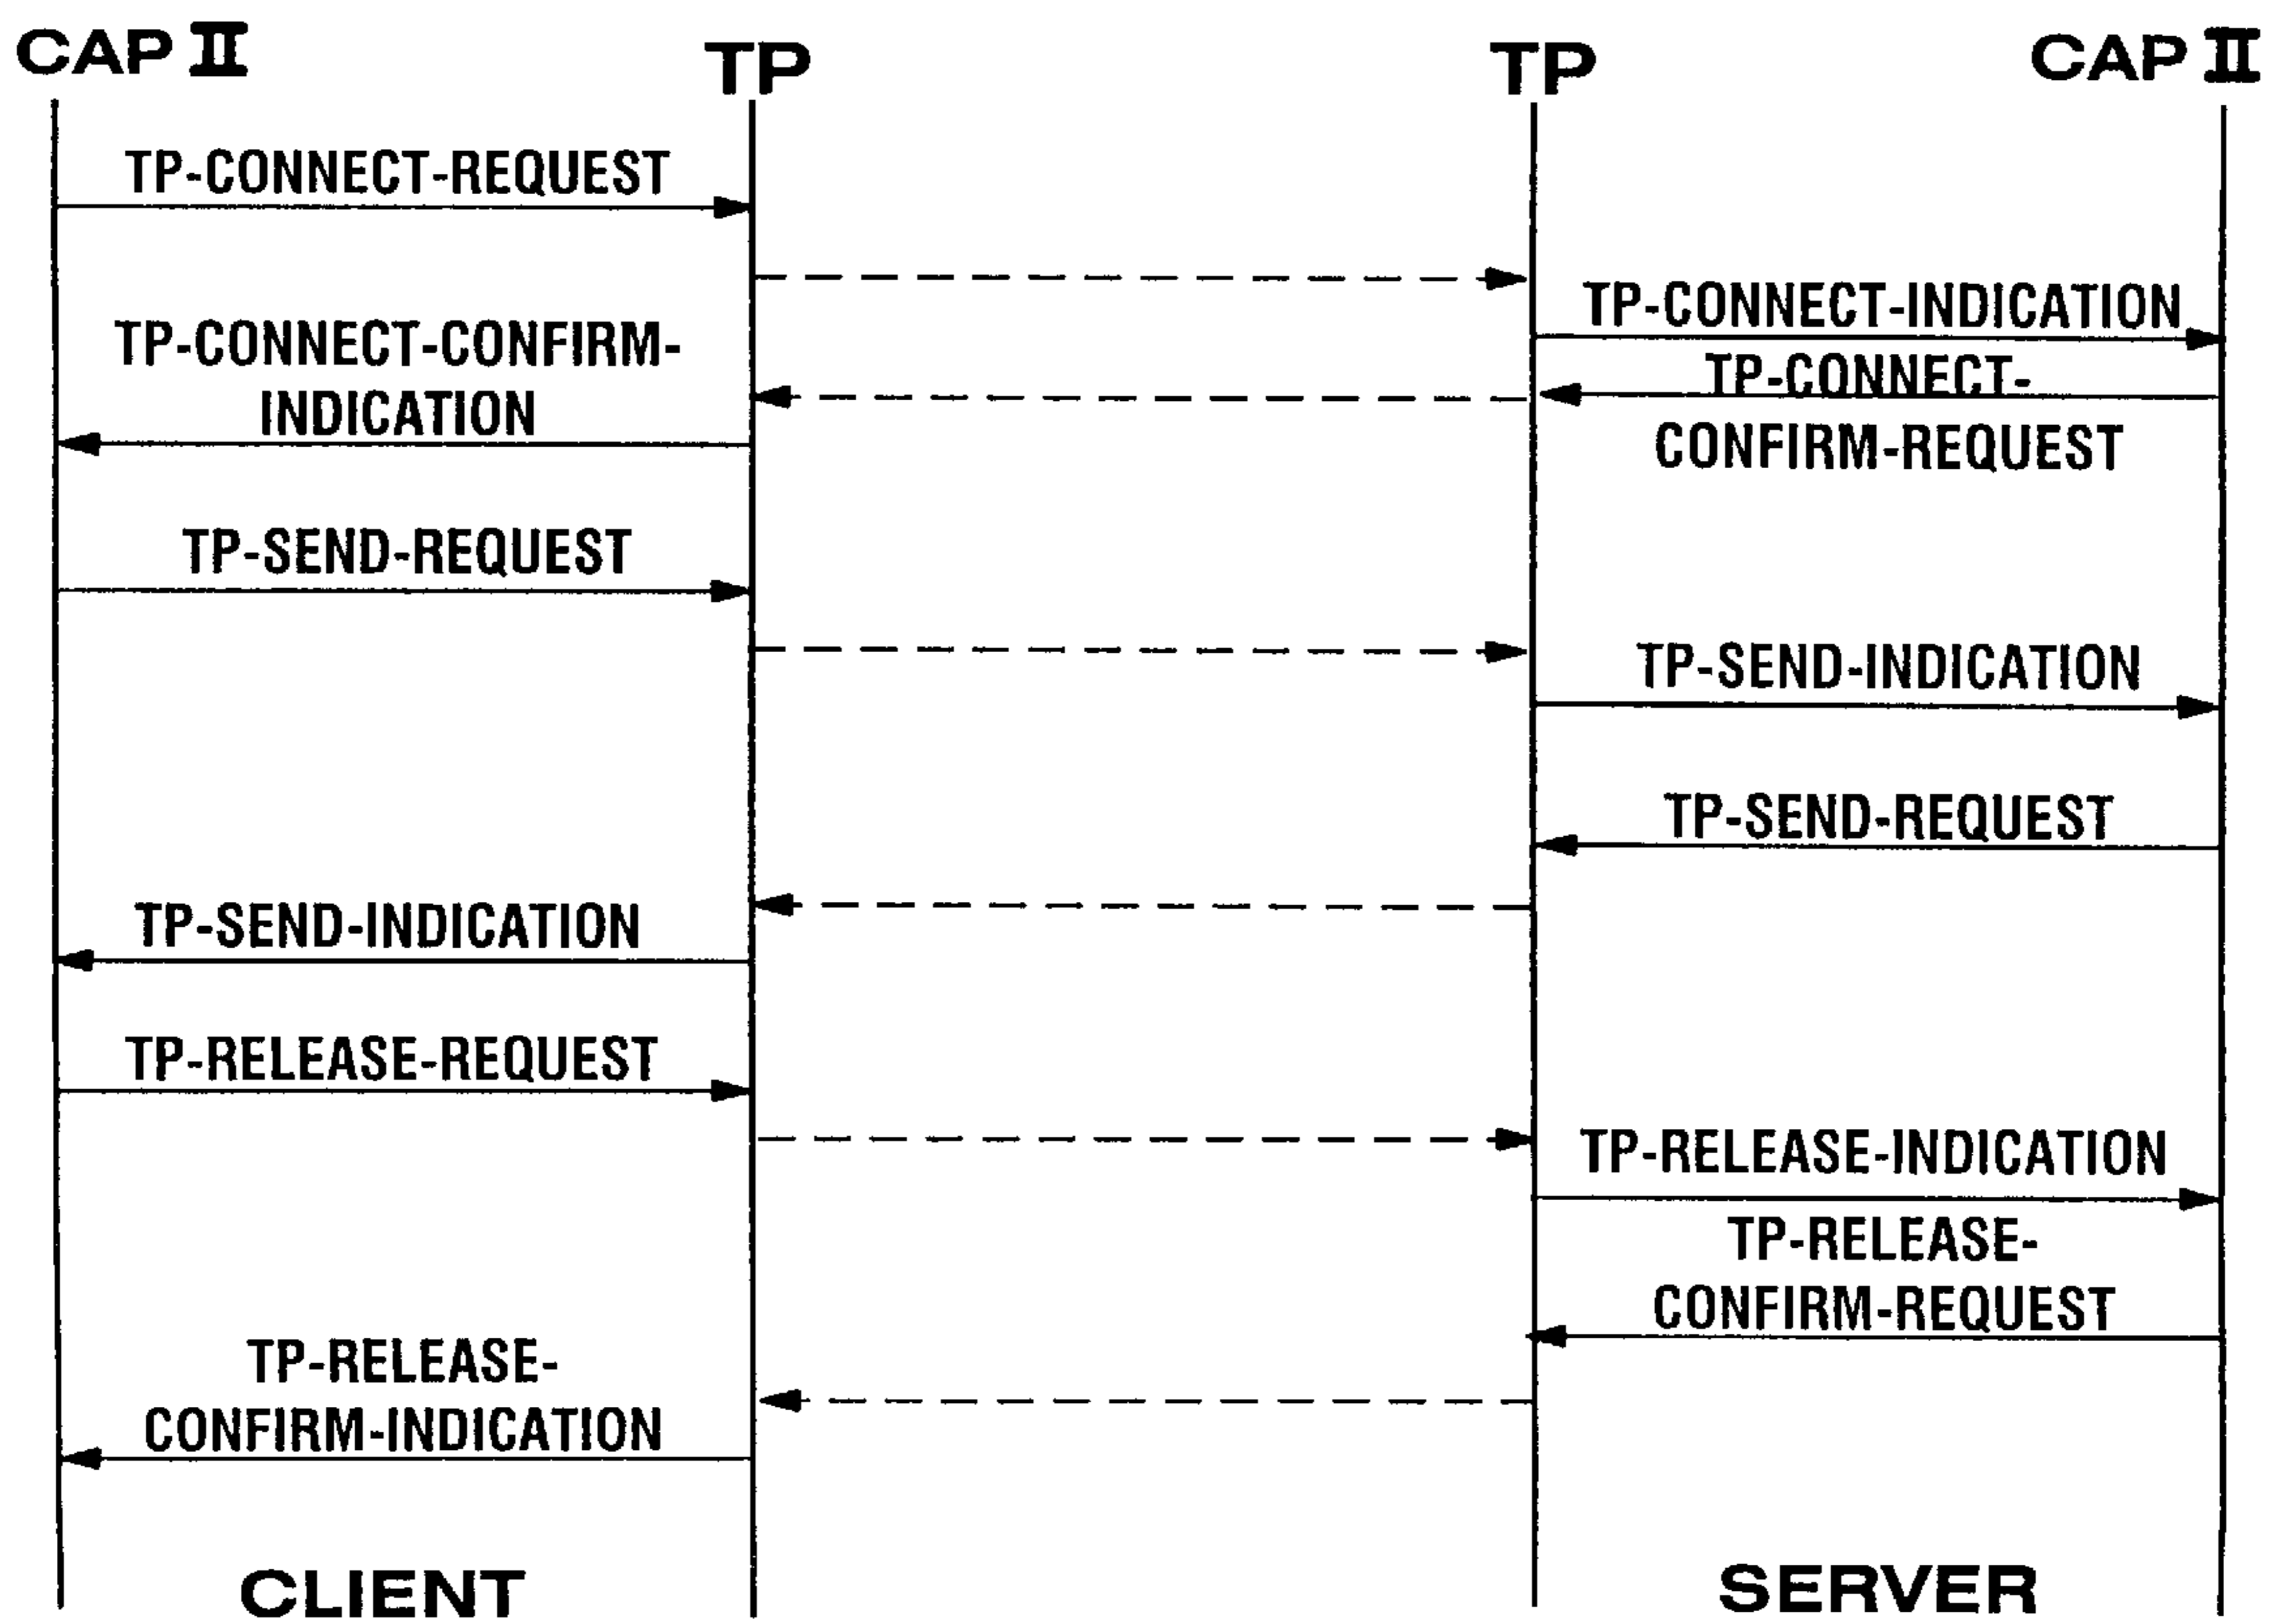 CAP II
TP
TP
CAP II
TP-CONNECT-REQUEST
TP-CONNECT-INDICATION
TP-CONNECT-CONFIRM-
INDICATION
TP-CONNECT-
CONFIRM-REQUEST
TP-SEND-REQUEST
TP-SEND-INDICATION
TP-SEND-REQUEST
TP-SEND-INDICATION
TP-RELEASE-REQUEST
TP-RELEASE-INDICATION
TP-RELEASE-
CONFIRM-REQUEST
TP-RELEASE-
CONFIRM-INDICATION
CLIENT
SERVER